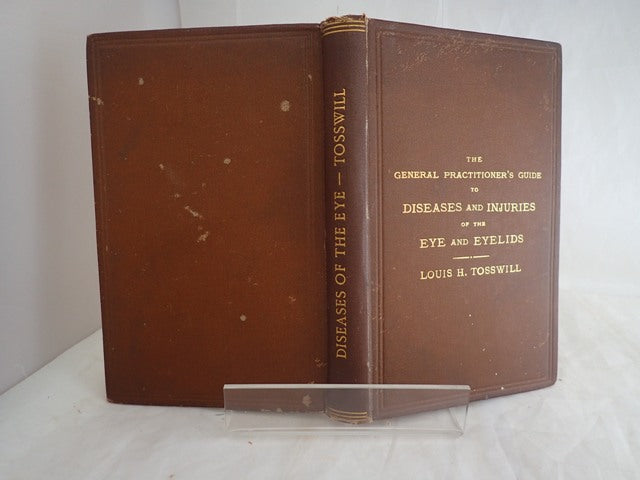 DISEASES OF THE EYE — TOSSWILL
THE
GENERAL PRACTITIONER'S GUIDE
TO
DISEASES AND INJURIES
OF THE
EYE AND EYELIDS
LOUIS H. TOSSWILL